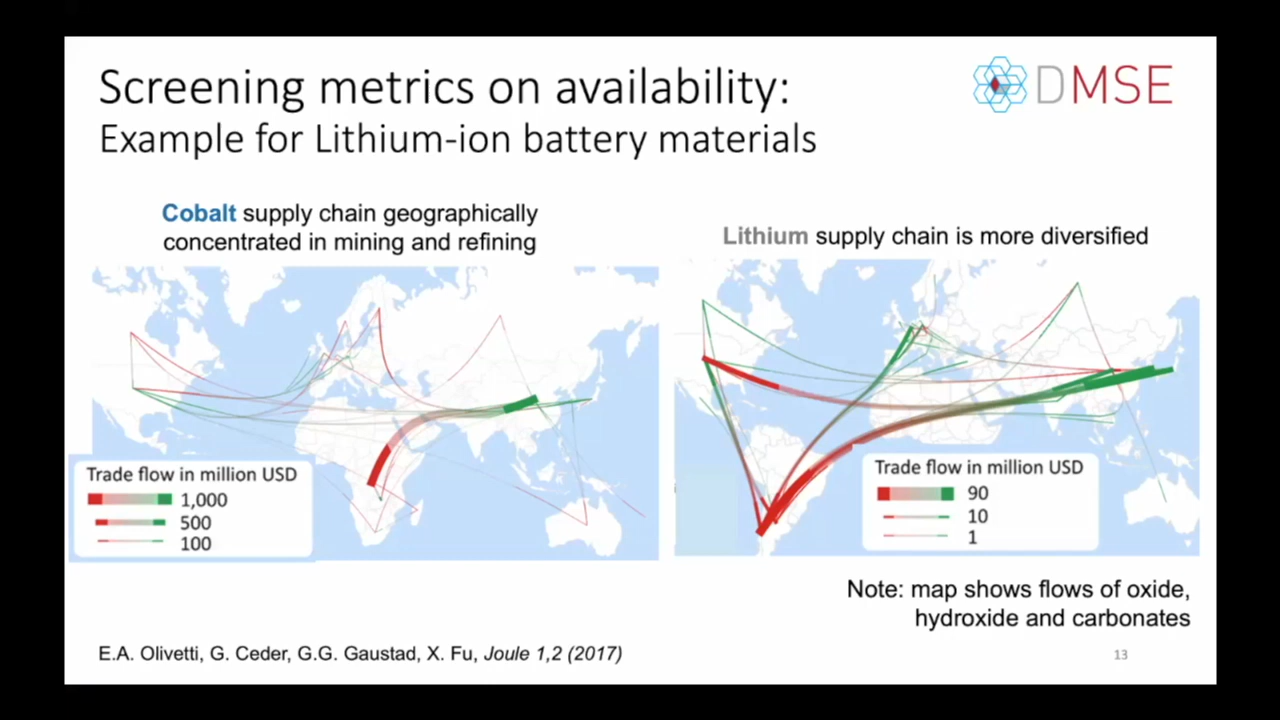 Screening metrics on availability:
Example for Lithium-ion battery materials
DMSE
Cobalt supply chain geographically
concentrated in mining and refining
Trade flow in million USD
1,000
500
100
Lithium supply chain is more diversified
Trade flow in million USD
90
10
1
Note: map shows flows of oxide,
hydroxide and carbonates
E.A. Olivetti, G. Ceder, G.G. Gaustad, X. Fu, Joule 1,2 (2017)
13